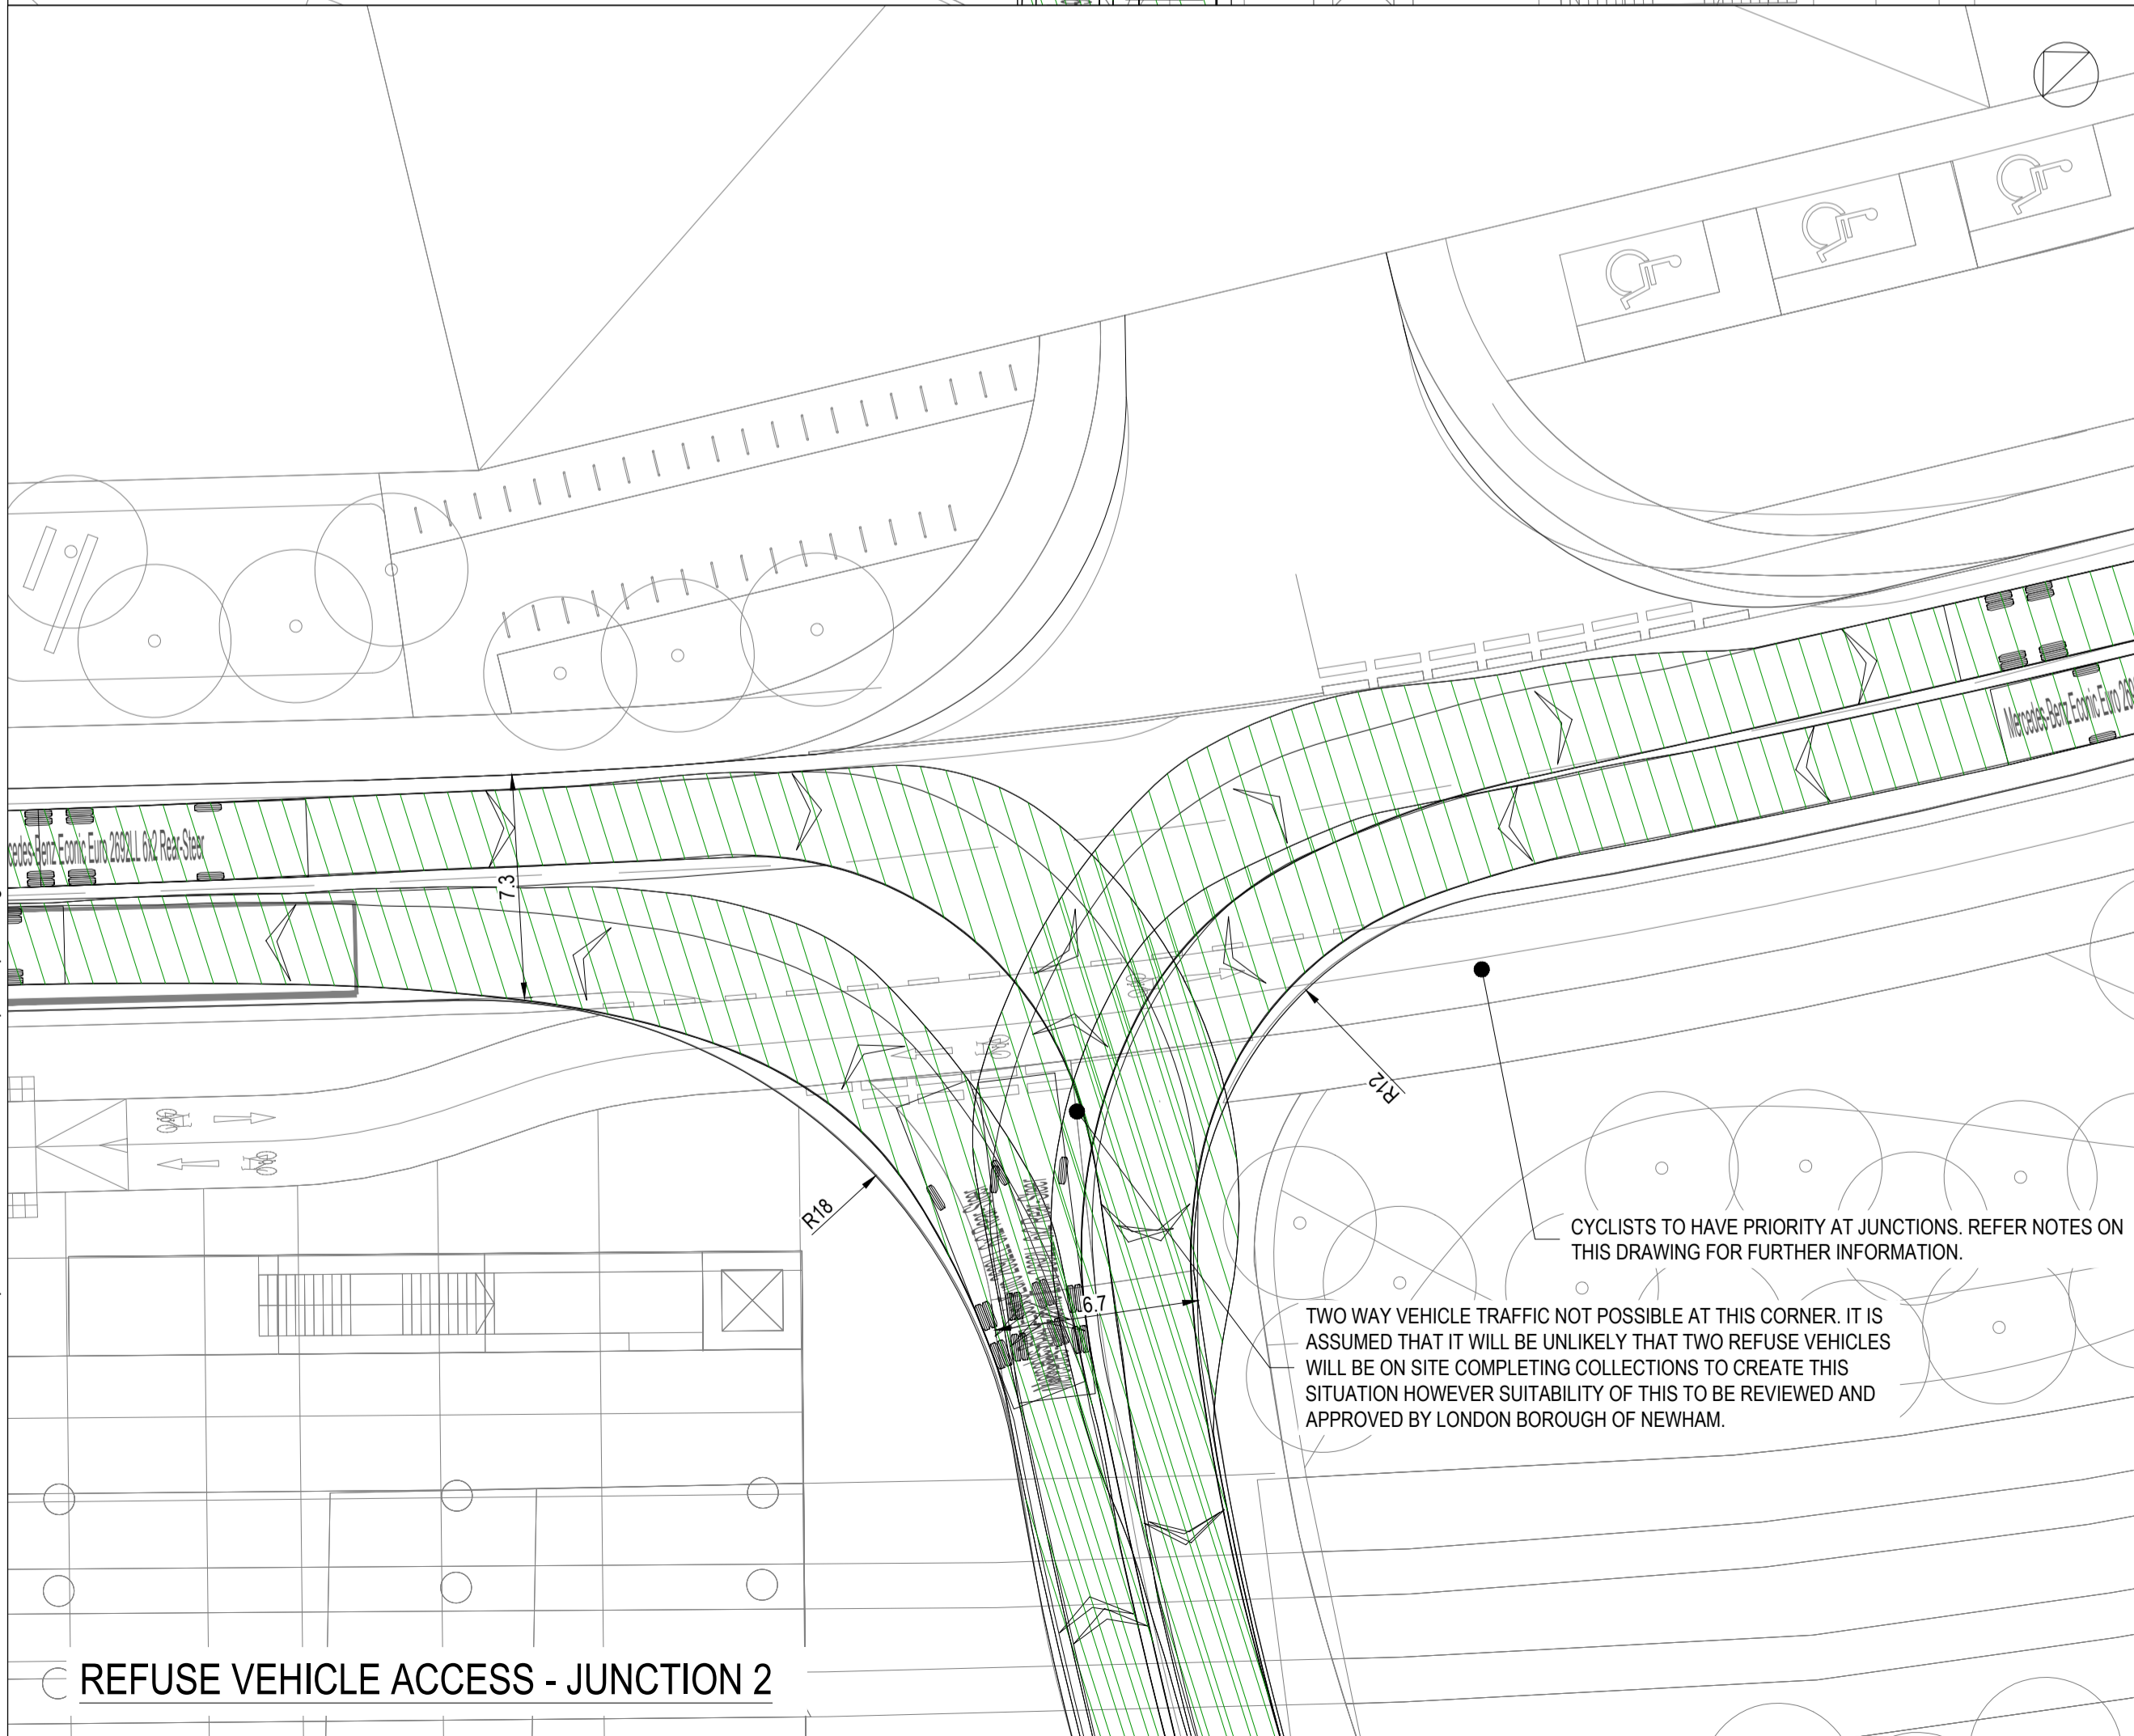 Mercedes-Benz Econic Euro
Benz Econic Euro 2692LL 6x2 Rear-Steer
7.3
R12
R18
6.7
CYCLISTS TO HAVE PRIORITY AT JUNCTIONS. REFER NOTES ON
THIS DRAWING FOR FURTHER INFORMATION.
TWO WAY VEHICLE TRAFFIC NOT POSSIBLE AT THIS CORNER. IT IS
ASSUMED THAT IT WILL BE UNLIKELY THAT TWO REFUSE VEHICLES
WILL BE ON SITE COMPLETING COLLECTIONS TO CREATE THIS
SITUATION HOWEVER SUITABILITY OF THIS TO BE REVIEWED AND
APPROVED BY LONDON BOROUGH OF NEWHAM.
REFUSE VEHICLE ACCESS - JUNCTION 2